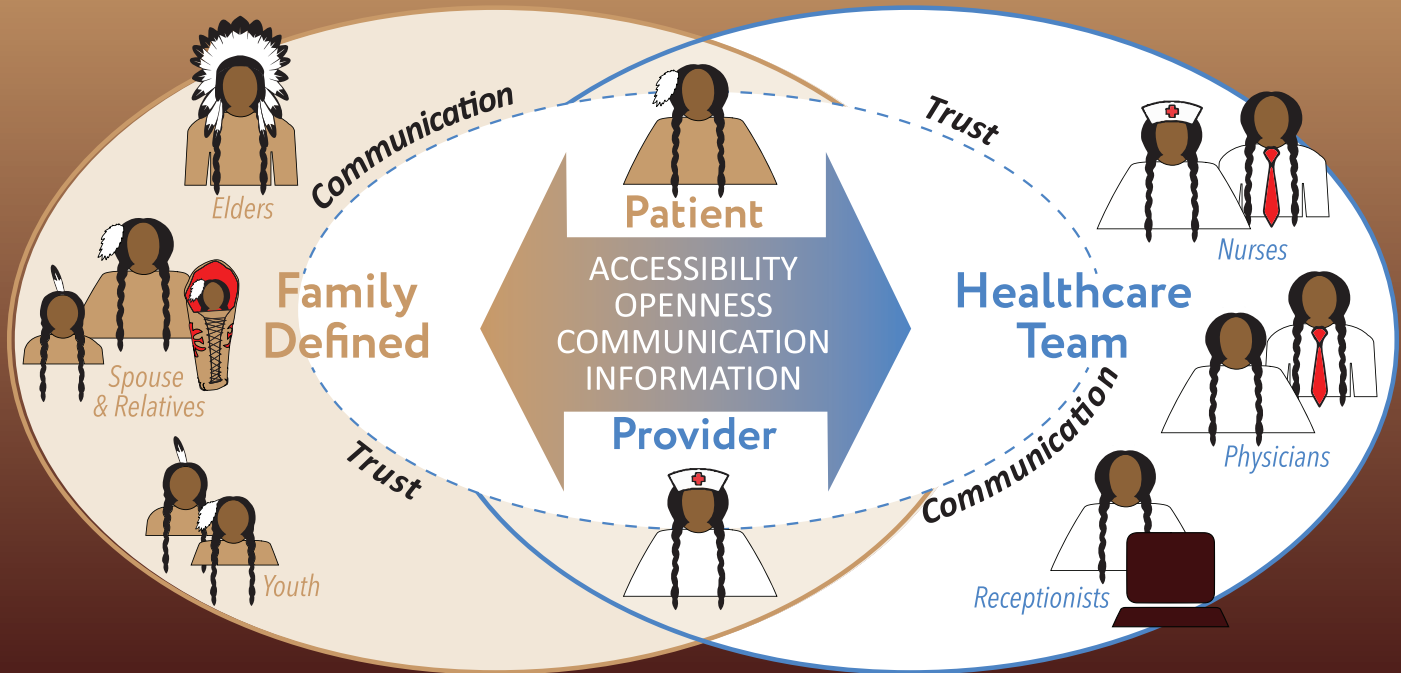 Communication
Trust
Elders
Patient
Nurses
Family
Defined
ACCESSIBILITY
OPENNESS
COMMUNICATION
INFORMATION
Healthcare
Team
Spouse
& Relatives
Provider
Trust
Communication
Physicians
Youth
Receptionists